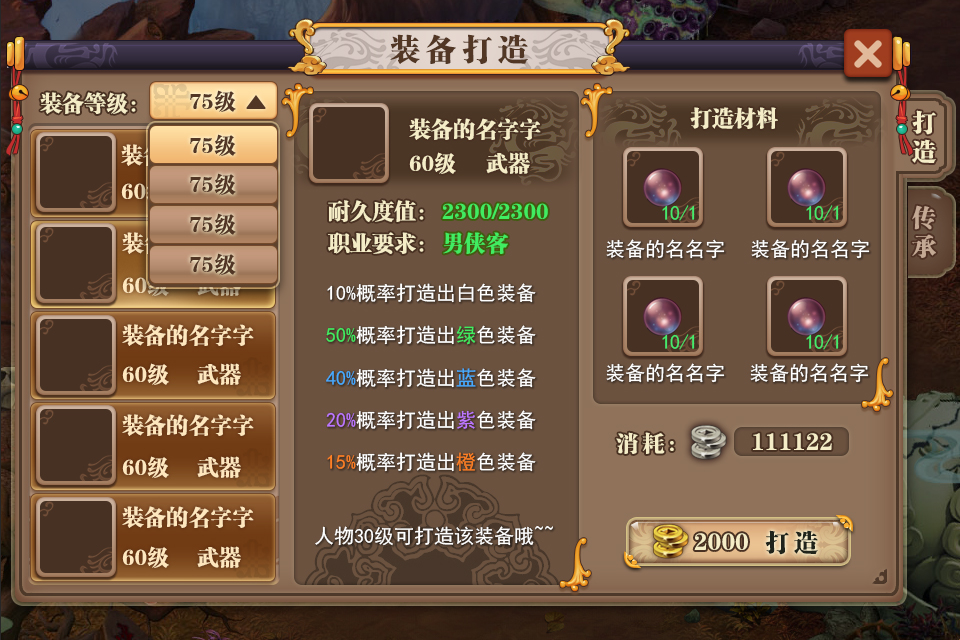 装备打造
装备等级：
75级
75级
75级
75级
75级
装
60
装
60级 武器
装备的名字字
60级 武器
装备的名字字
60级 武器
装备的名字字
60级 武器
装备的名字字
60级 武器
耐久度值： 2300/2300
职业要求： 男侠客
10%概率打造出白色装备
50%概率打造出绿色装备
40%概率打造出蓝色装备
20%概率打造出紫色装备
15%概率打造出橙色装备
人物30级可打造该装备哦~~
打造材料
10/1
10/1
装备的名名字
装备的名名字
10/1
10/1
装备的名名字
装备的名名字
消耗：
111122
2000 打造
打造
传承